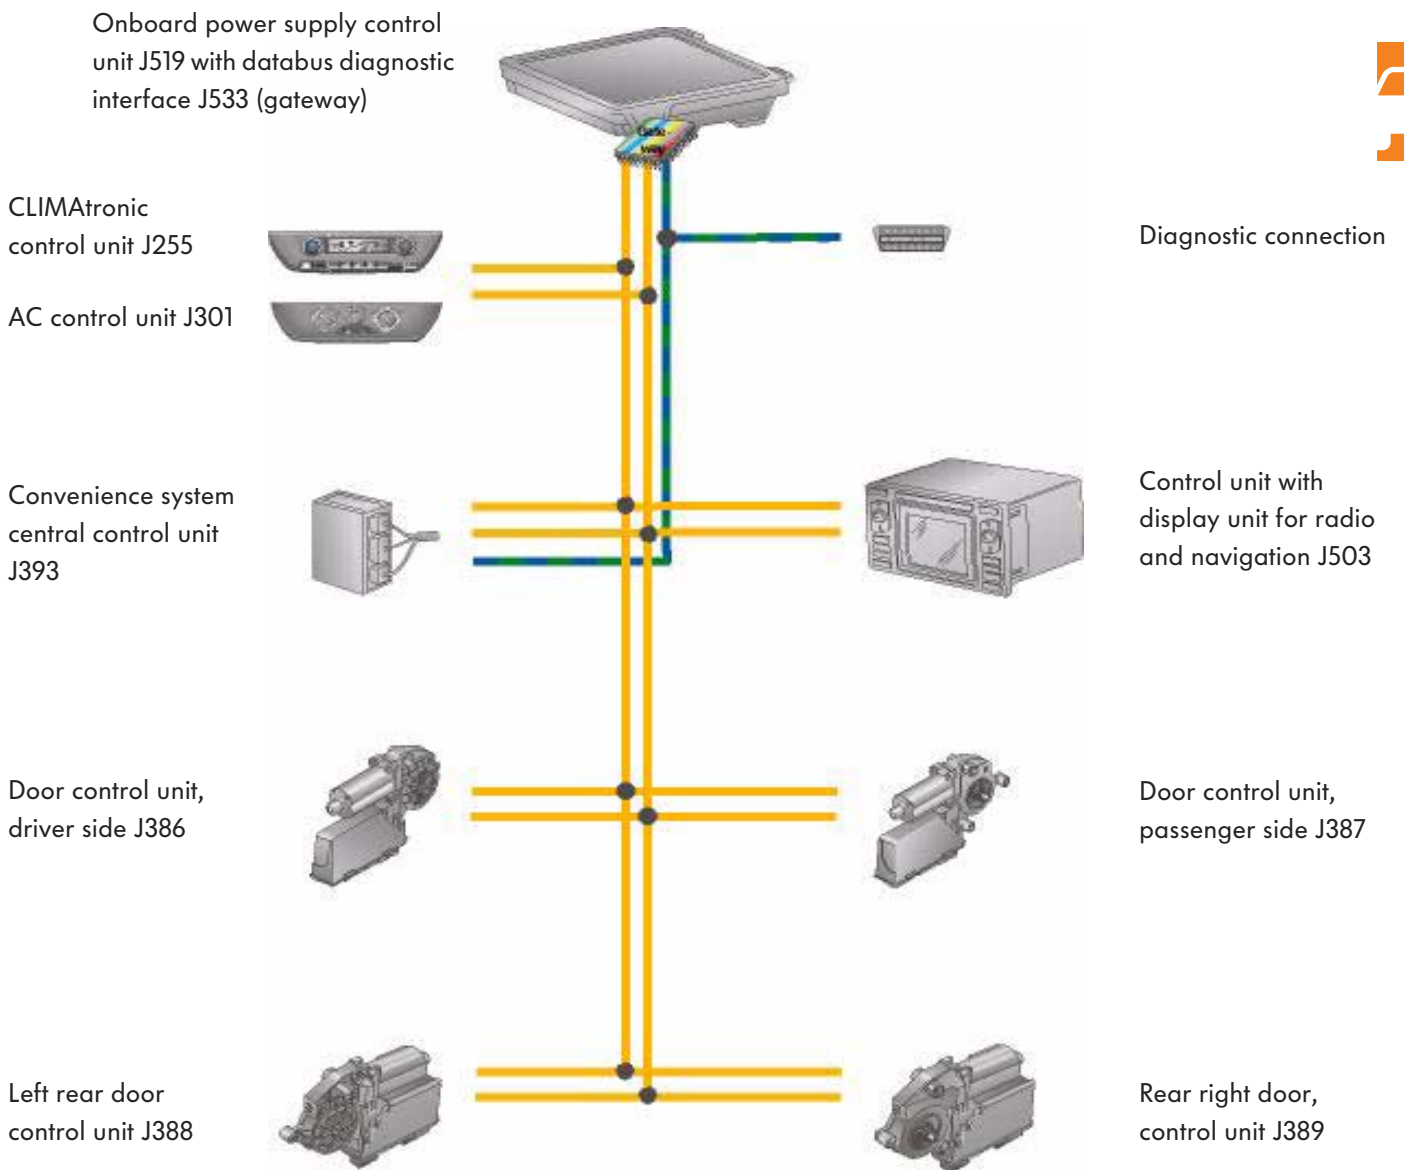 Onboard power supply control
unit J519 with databus diagnostic
interface J533 (gateway)
Gate -
way
CLIMAtronic
control unit J255
Diagnostic connection
AC control unit J301
Convenience system
central control unit
J393
Control unit with
display unit for radio
and navigation J503
Door control unit,
driver side J386
Door control unit,
passenger side J387
Left rear door
control unit J388
Rear right door,
control unit J389